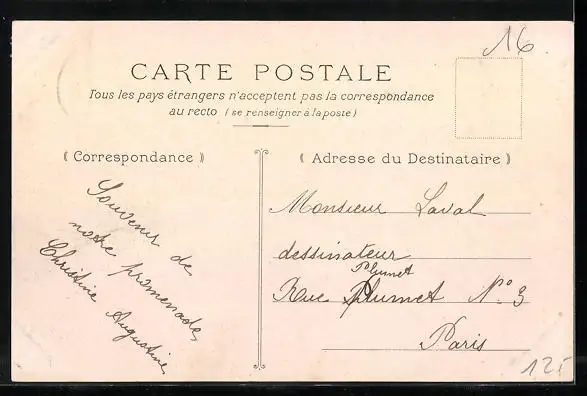 16
CARTE POSTALE
Tous les pays étrangers n'acceptent pas la correspondance
au recto (se renseigner à la poste)
(Correspondance)
Souvenir de
notre promenade,
Christine Augustine
(Adresse du Destinataire)
Monsieur Laval
dessinateur
Plumet
Rue Plumet N° 3
Paris
125